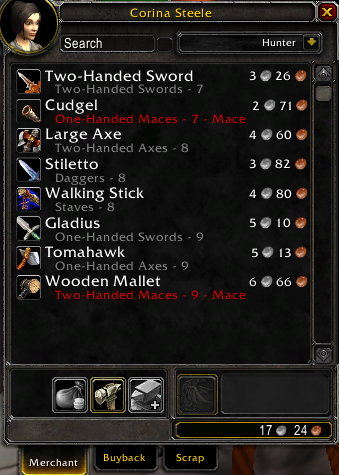 Corina Steele
Search
Hunter
Two-Handed Sword 3 26
Two-Handed Swords - 7
Cudgel 2 71
One-Handed Maces - 7 - Mace
Large Axe 4 60
Two-Handed Axes - 8
Stiletto 3 82
Daggers - 8
Walking Stick 4 80
Staves - 8
Gladius 5 10
One-Handed Swords - 9
Tomahawk 5 13
One-Handed Axes - 9
Wooden Mallet 6 66
Two-Handed Maces - 9 - Mace
17 24
Merchant Buyback Scrap